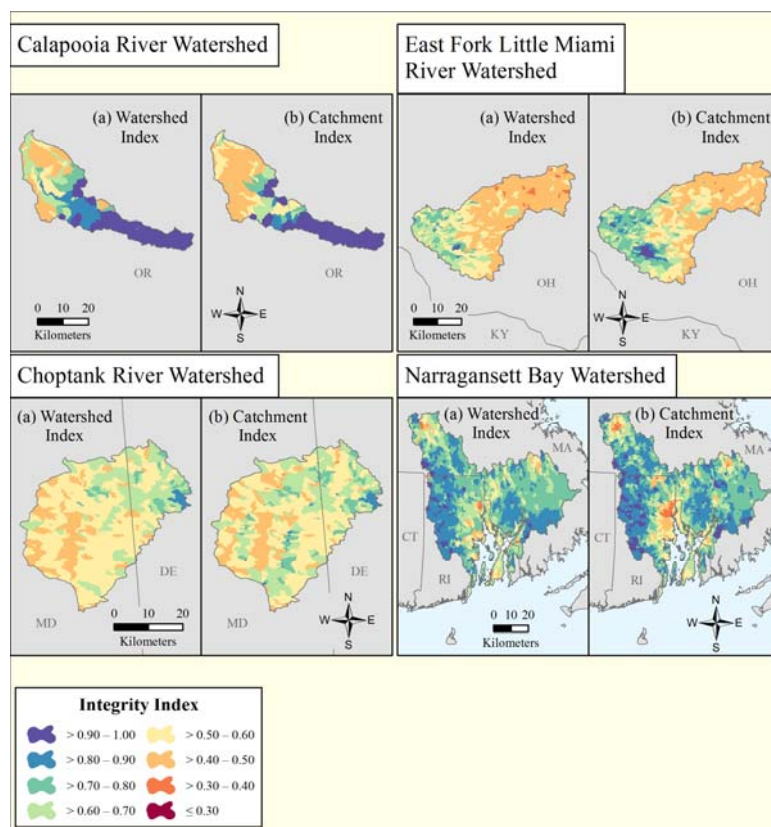 Calapooia River Watershed
(a) Watershed
Index
(b) Catchment
Index
OR
OR
0 10 20
Kilometers
N
W E
S
East Fork Little Miami
River Watershed
(a) Watershed
Index
(b) Catchment
Index
OH
OH
KY
KY
0 10 20
Kilometers
N
W E
S
Choptank River Watershed
(a) Watershed
Index
(b) Catchment
Index
DE
DE
MD
MD
0 10 20
Kilometers
N
W E
S
Narragansett Bay Watershed
(a) Watershed
Index
(b) Catchment
Index
MA
MA
CT
CT
RI
RI
0 10 20
Kilometers
N
W E
S
Integrity Index
> 0.90 – 1.00
> 0.80 – 0.90
> 0.70 – 0.80
> 0.60 – 0.70
> 0.50 – 0.60
> 0.40 – 0.50
> 0.30 – 0.40
≤ 0.30